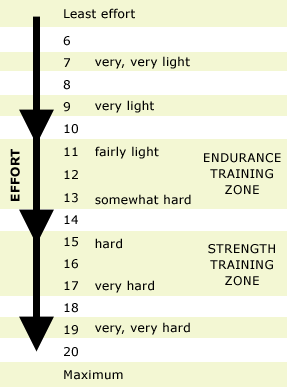 Least effort
6
7 very, very light
8
9 very light
10
11 fairly light
12
13 somewhat hard
14
15 hard
16
17 very hard
18
19 very, very hard
20
Maximum
EFFORT
ENDURANCE
TRAINING
ZONE
STRENGTH
TRAINING
ZONE